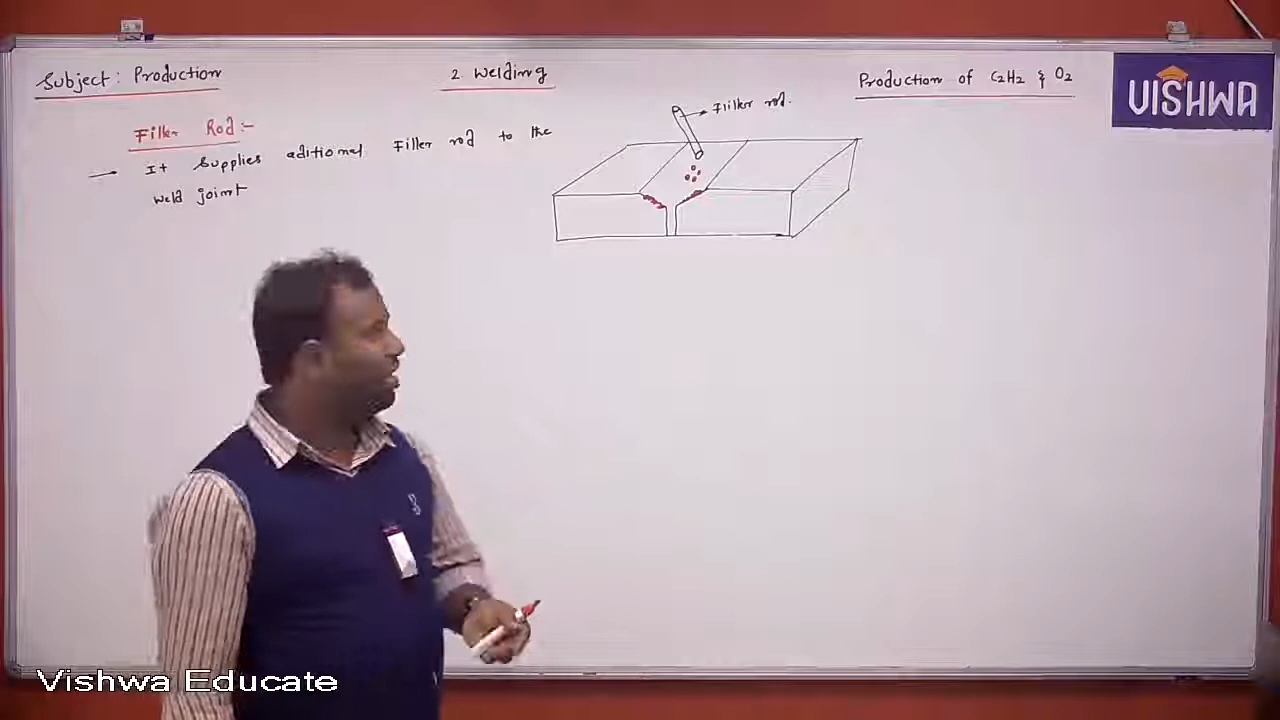 Subject: Production
2. Welding
Production of C2H2 & O2
VISHWA
Filler Rod:-
→ It Supplies aditional Filler rod to the
weld joint
Fliller rod.
Vishwa Educate